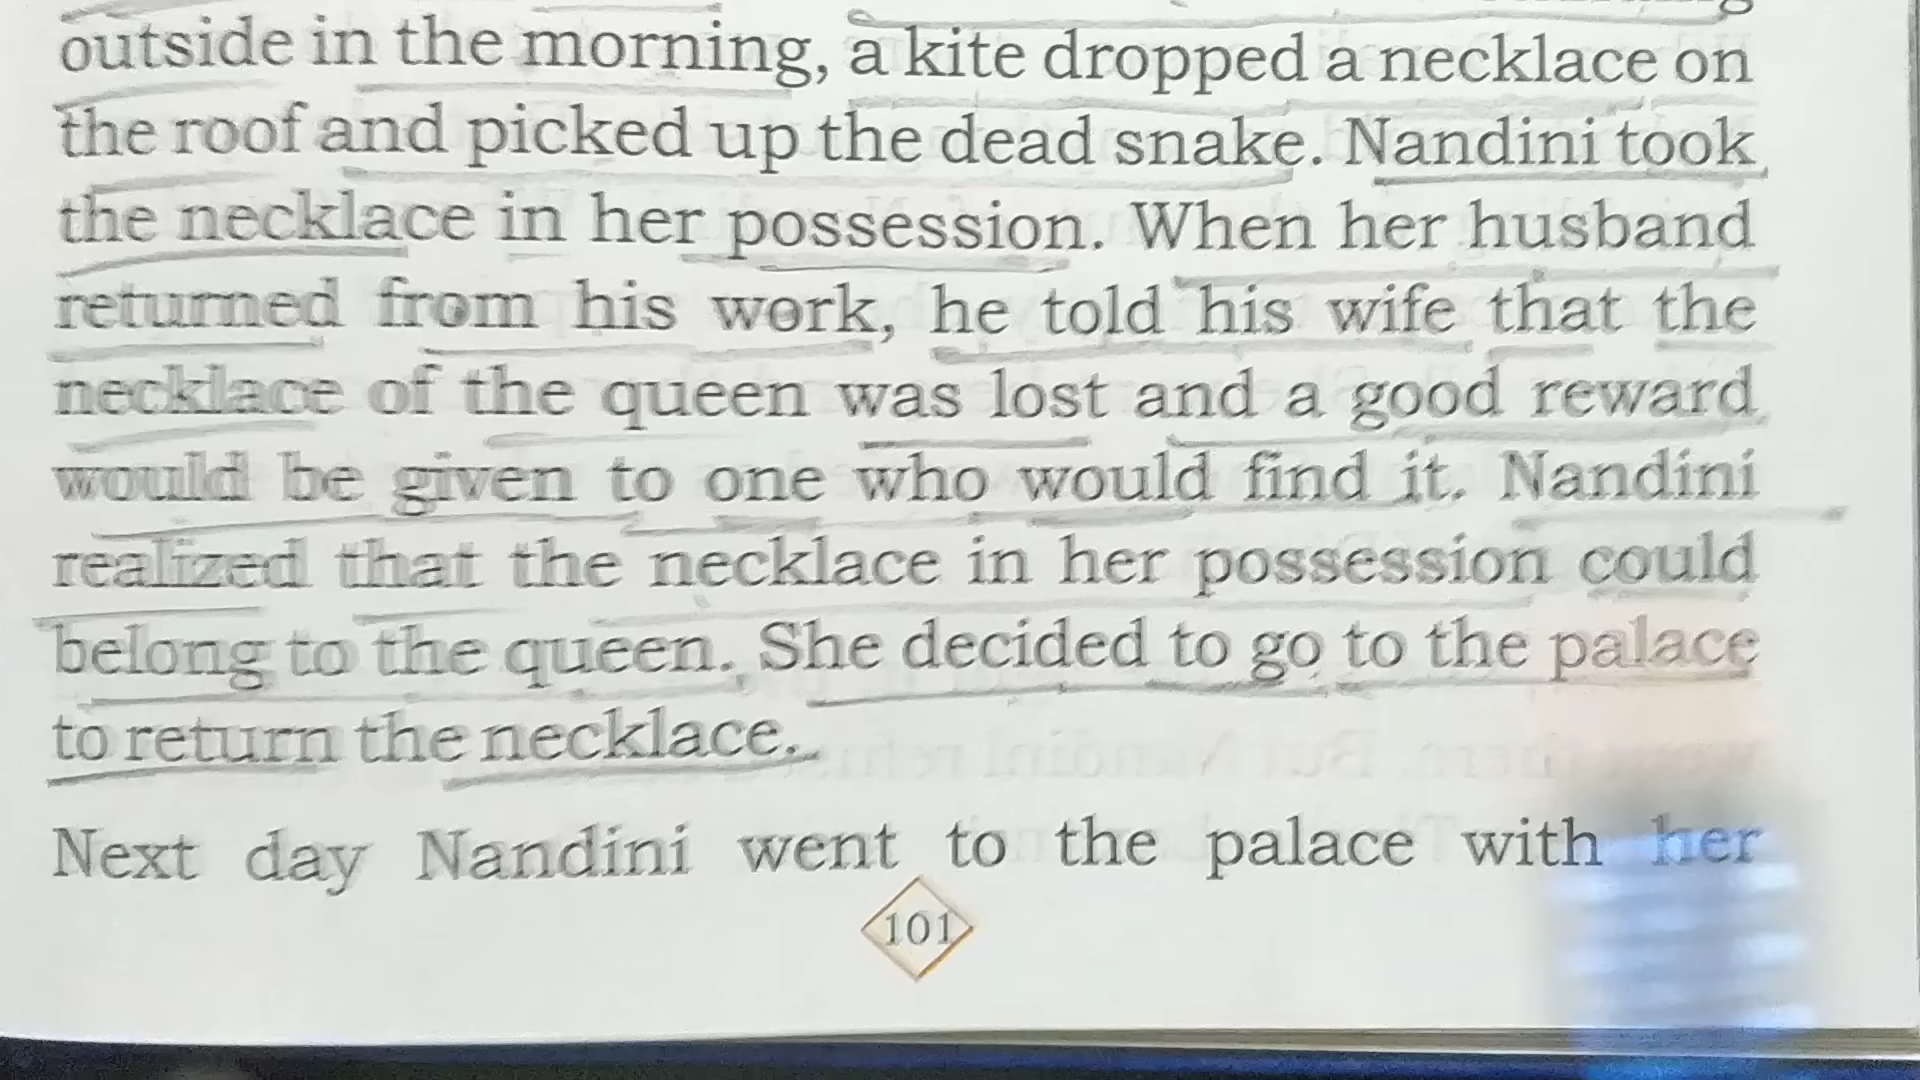 outside in the morning, a kite dropped a necklace on
the roof and picked up the dead snake. Nandini took
the necklace in her possession. When her husband
returned from his work, he told his wife that the
necklace of the queen was lost and a good reward
would be given to one who would find it. Nandini
realized that the necklace in her possession could
belong to the queen. She decided to go to the palace
to return the necklace.
Next day Nandini went to the palace with her
101